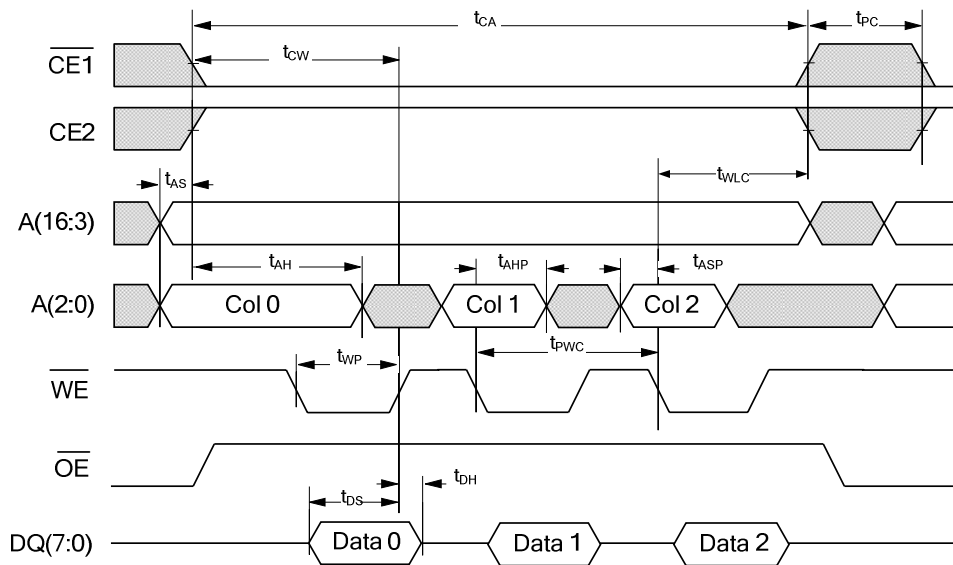 tCA
tPC
tCW
CE1
CE2
tWLC
tAS
A(16:3)
tAH
tAHP
tASP
A(2:0)
Col 0
Col 1
Col 2
tWP
tPWC
WE
OE
tDS
tDH
DQ(7:0)
Data 0
Data 1
Data 2